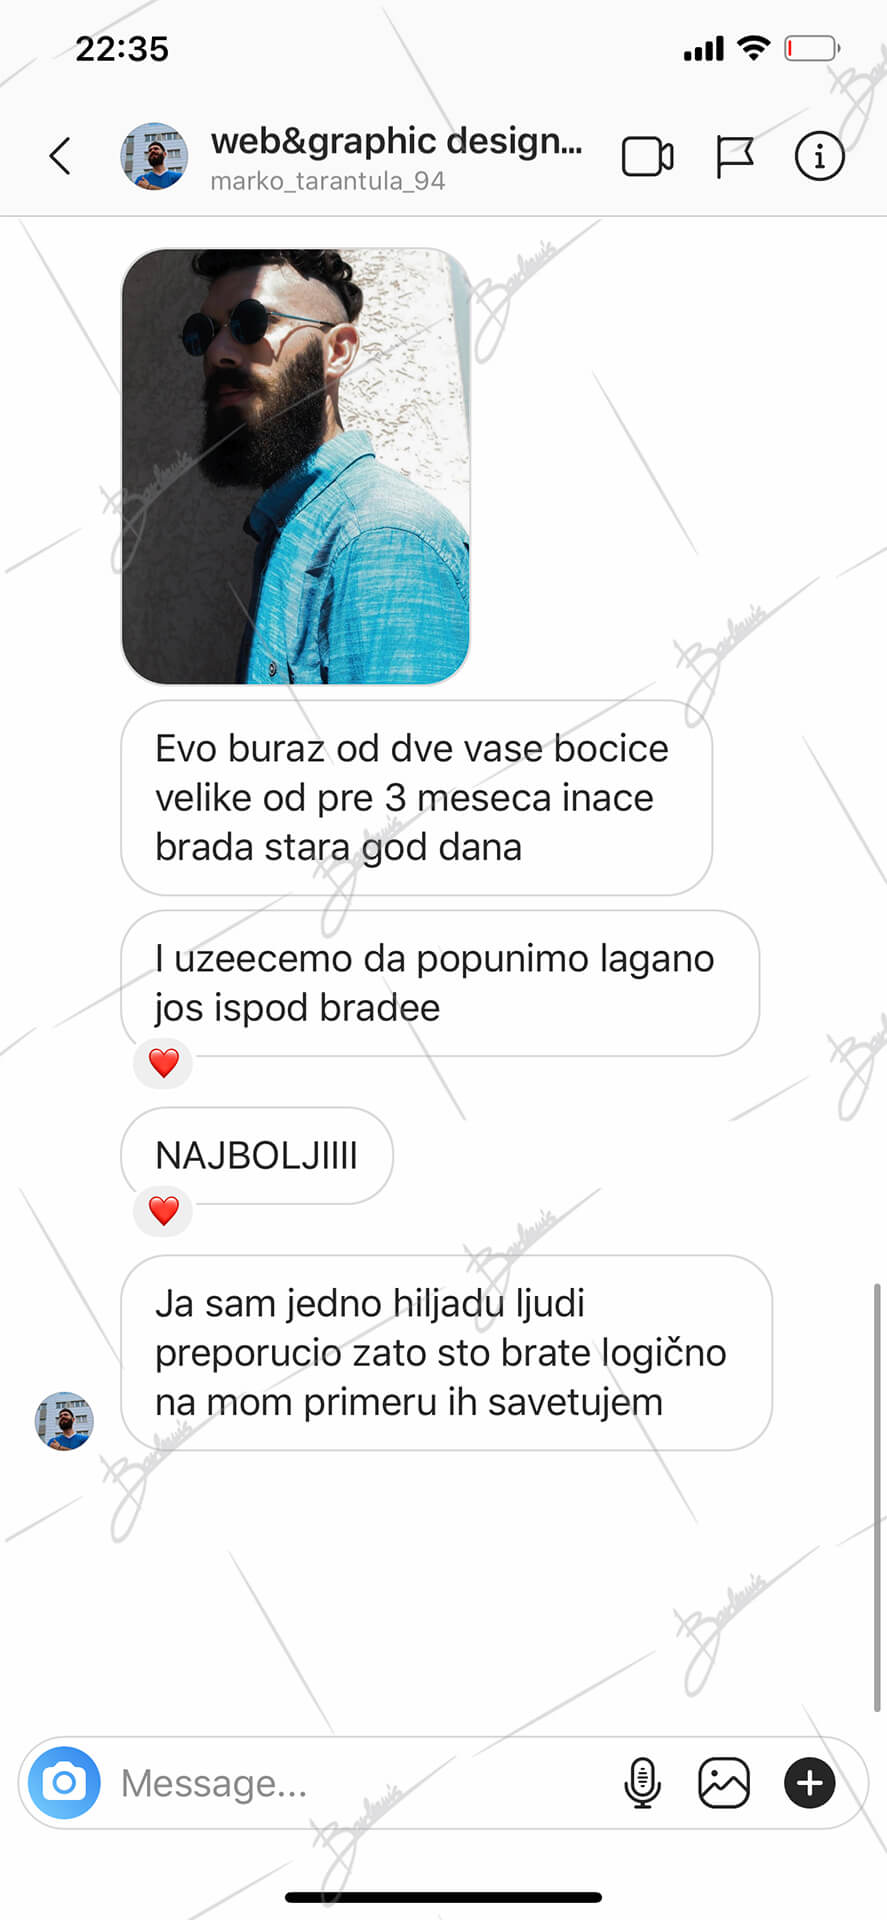 22:35
web&graphic design...
marko_tarantula_94
Evo buraz od dve vase bocice
velike od pre 3 meseca inace
brada stara god dana
I uzeecemo da popunimo lagano
jos ispod bradee
NAJBOLJIIII
Ja sam jedno hiljadu ljudi
preporucio zato sto brate logično
na mom primeru ih savetujem
Message...